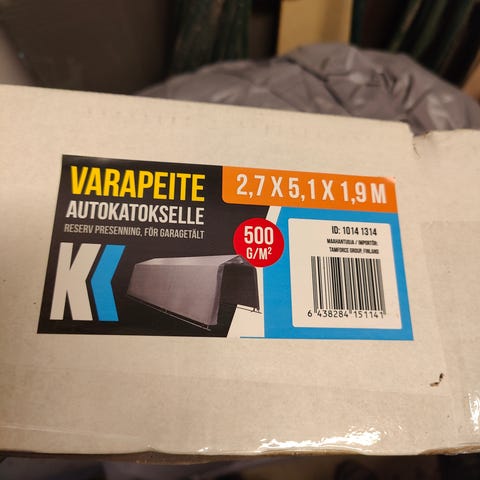 VARAPEITE
AUTOKATOKSELLE
RESERV PRESENNING, FÖR GARAGETÄLT
2,7 X 5,1 X 1,9 M
500
G/M²
K
ID: 1014 1314
MAAHANTUOJA / IMPORTÖR:
TAMFORCE GROUP, FINLAND
6 438284 151141